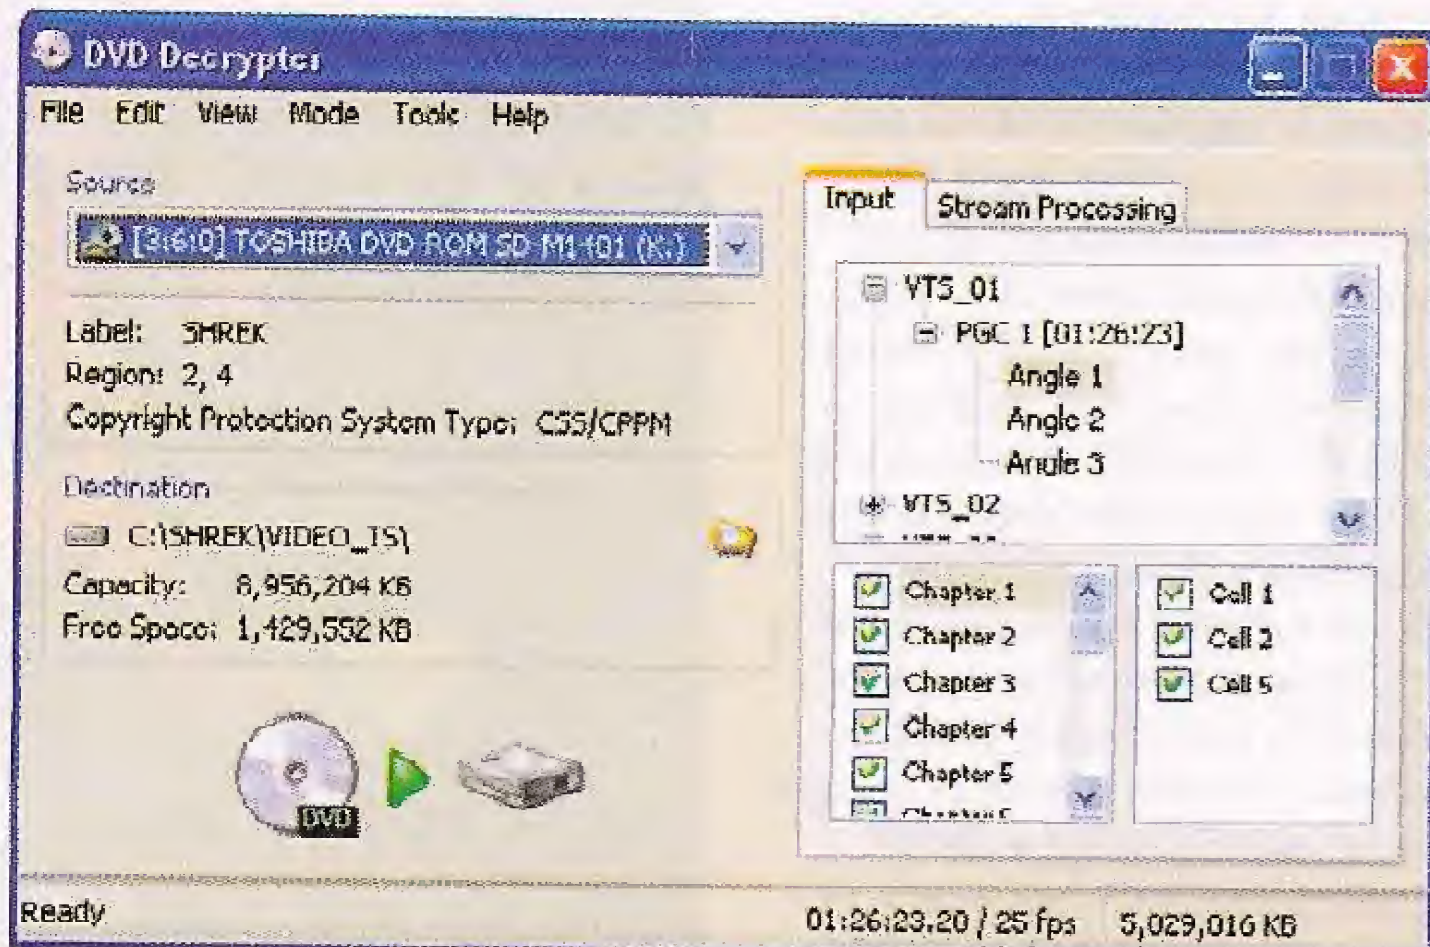 DVD Decrypter
File Edit View Mode Tools Help
Source
[3:6:0] TOSHIBA DVD-ROM SD-M1401 (K:)
Label: SHREK
Region: 2, 4
Copyright Protection System Type: CSS/CPPM
Destination
C:\SHREK\VIDEO_TS\
Capacity: 8,956,204 KB
Free Space: 1,429,552 KB
DVD
Input
Stream Processing
VTS_01
PGC 1 [01:26:23]
Angle 1
Angle 2
Angle 3
VTS_02
Chapter 1
Chapter 2
Chapter 3
Chapter 4
Chapter 5
Cell 1
Cell 2
Cell 5
Ready
01:26:23.20 / 25 fps
5,029,016 KB